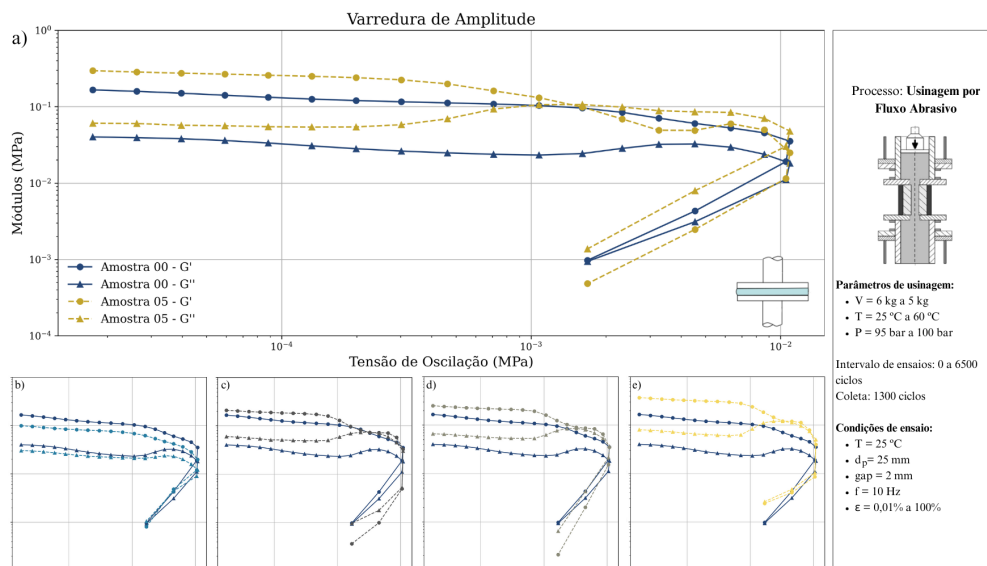 Varredura de Amplitude
a)
10⁰
10⁻¹
10⁻²
10⁻³
10⁻⁴
Módulos (MPa)
Amostra 00 - G'
Amostra 00 - G''
Amostra 05 - G'
Amostra 05 - G''
10⁻⁴
10⁻³
10⁻²
Tensão de Oscilação (MPa)
b)
c)
d)
e)
Processo: Usinagem por
Fluxo Abrasivo
Parâmetros de usinagem:
• V = 6 kg a 5 kg
• T = 25 ºC a 60 ºC
• P = 95 bar a 100 bar
Intervalo de ensaios: 0 a 6500
ciclos
Coleta: 1300 ciclos
Condições de ensaio:
• T = 25 ºC
• dₚ= 25 mm
• gap = 2 mm
• f = 10 Hz
• ε = 0,01% a 100%